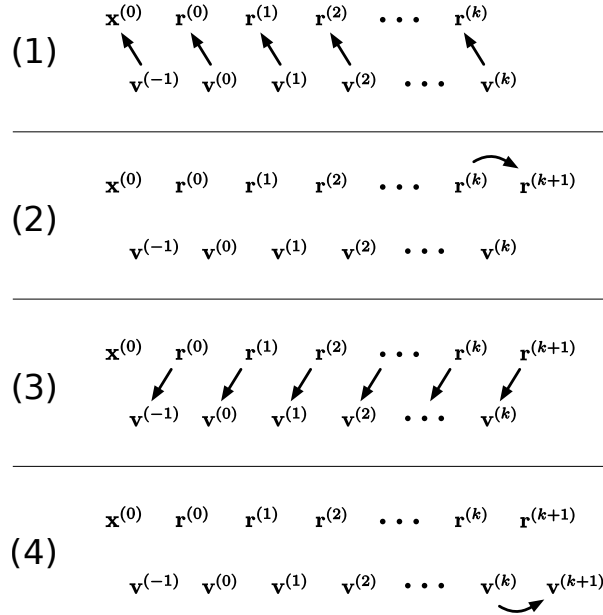 x^(0) r^(0) r^(1) r^(2) ··· r^(k)
(1)
v^(−1) v^(0) v^(1) v^(2) ··· v^(k)
x^(0) r^(0) r^(1) r^(2) ··· r^(k) r^(k+1)
(2)
v^(−1) v^(0) v^(1) v^(2) ··· v^(k)
x^(0) r^(0) r^(1) r^(2) ··· r^(k) r^(k+1)
(3)
v^(−1) v^(0) v^(1) v^(2) ··· v^(k)
x^(0) r^(0) r^(1) r^(2) ··· r^(k) r^(k+1)
(4)
v^(−1) v^(0) v^(1) v^(2) ··· v^(k) v^(k+1)